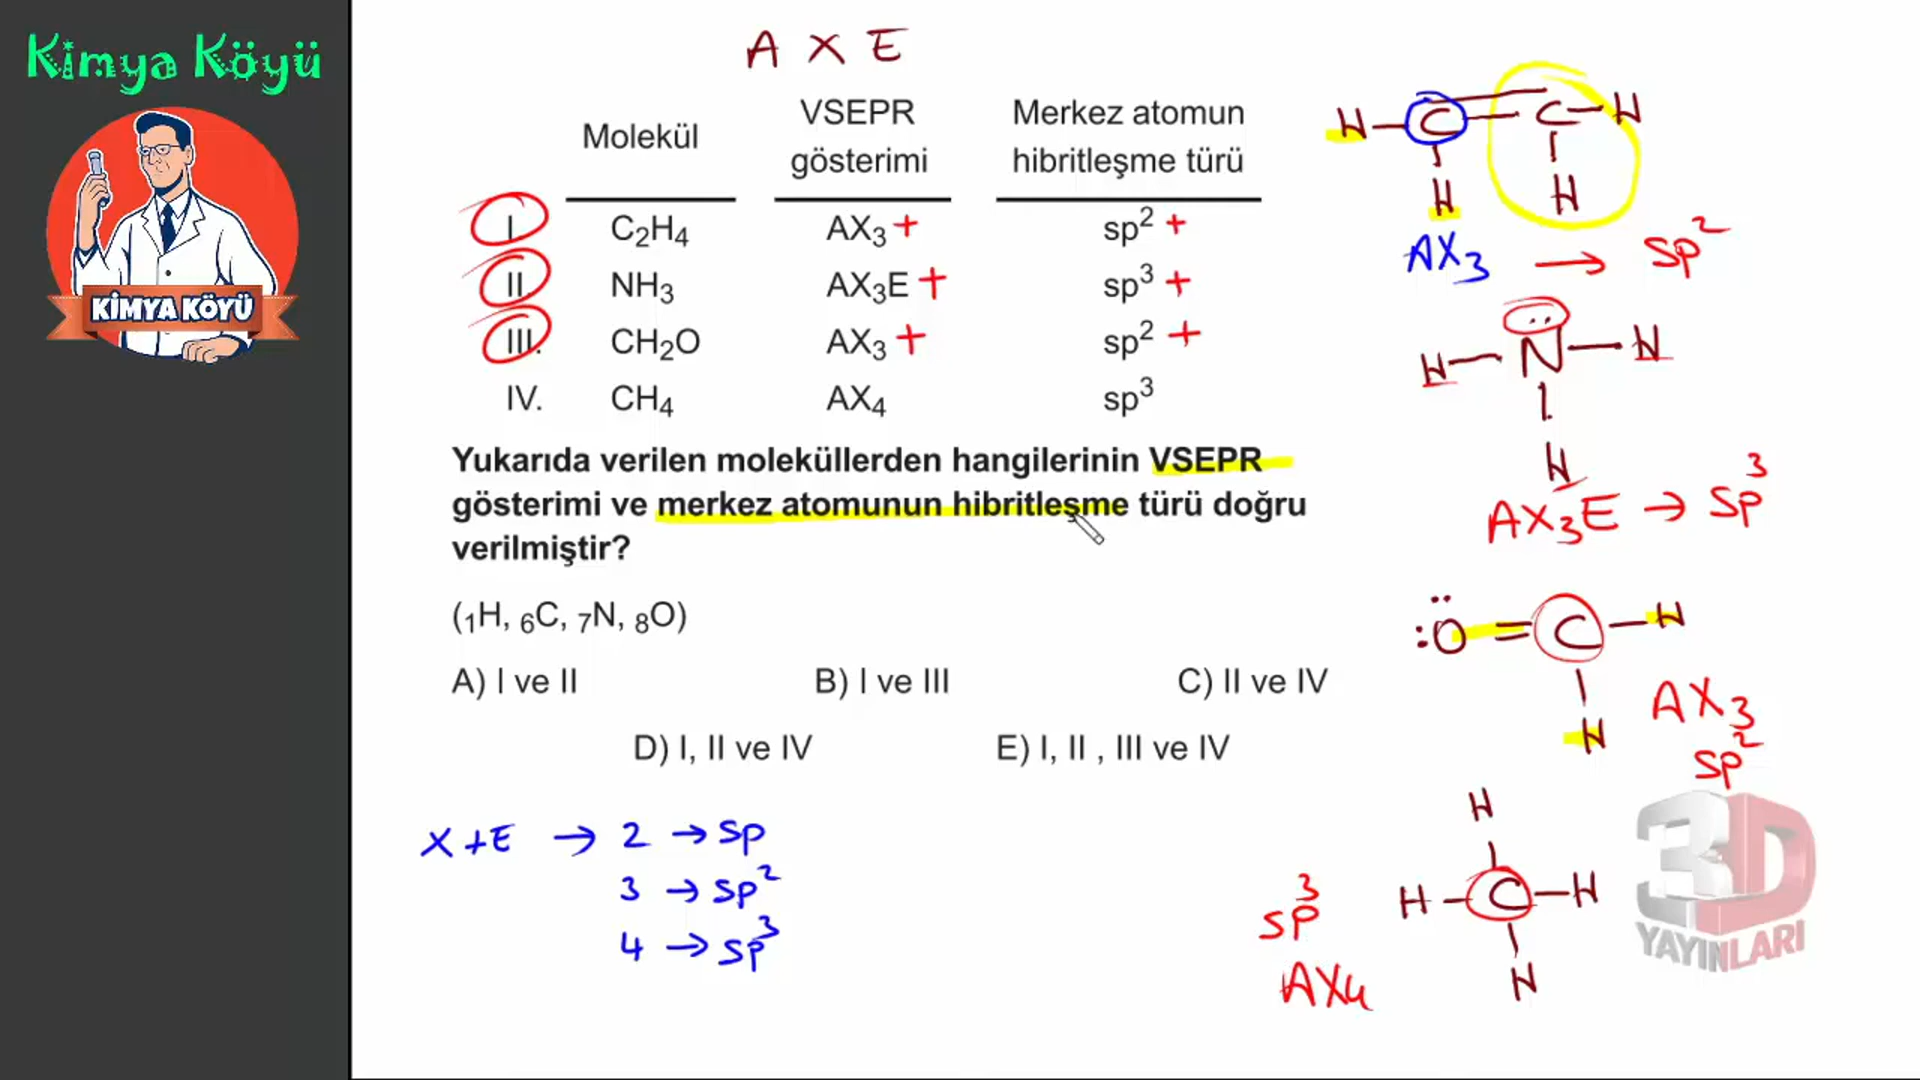 Kimya Köyü
KİMYA KÖYÜ
A X E
Molekül VSEPR gösterimi Merkez atomun hibritleşme türü
I. C₂H₄ AX₃ + sp² +
II. NH₃ AX₃E + sp³ +
III. CH₂O AX₃ + sp² +
IV. CH₄ AX₄ sp³
Yukarıda verilen moleküllerden hangilerinin VSEPR
gösterimi ve merkez atomunun hibritleşme türü doğru
verilmiştir?
(₁H, ₆C, ₇N, ₈O)
A) I ve II B) I ve III C) II ve IV
D) I, II ve IV E) I, II , III ve IV
X+E → 2 → sp
3 → sp²
4 → sp³
H–C=C–H
H H
AX₃ → sp²
H–N–H
H
AX₃E → sp³
:O=C–H
H
AX₃
sp²
H
H–C–H
H
sp³
AX₄
3D
YAYINLARI